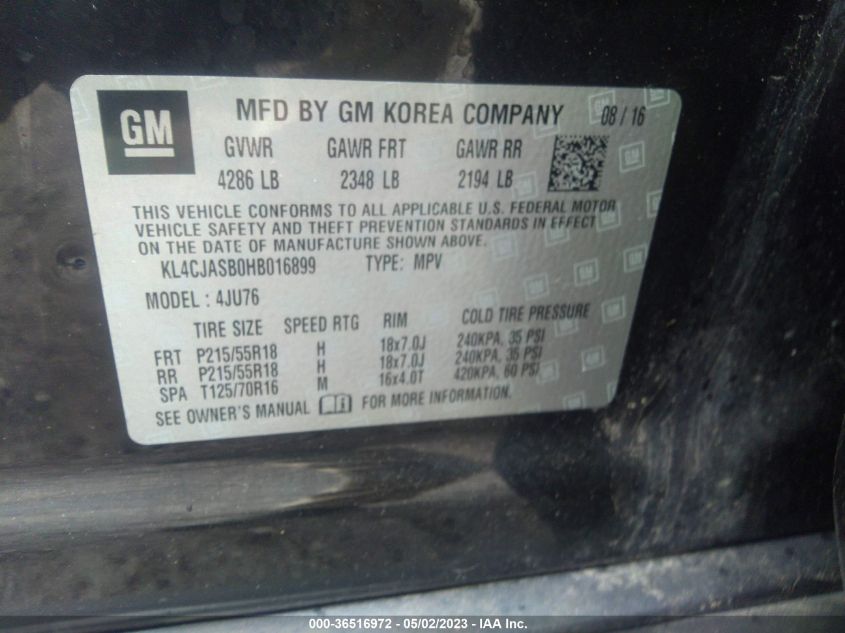 GM
MFD BY GM KOREA COMPANY 08/16
GVWR GAWR FRT GAWR RR
4286 LB 2348 LB 2194 LB
THIS VEHICLE CONFORMS TO ALL APPLICABLE U.S. FEDERAL MOTOR
VEHICLE SAFETY AND THEFT PREVENTION STANDARDS IN EFFECT
ON THE DATE OF MANUFACTURE SHOWN ABOVE.
KL4CJASB0HB016899 TYPE: MPV
MODEL : 4JU76
TIRE SIZE SPEED RTG RIM COLD TIRE PRESSURE
FRT P215/55R18 H 18x7.0J 240KPA, 35 PSI
RR P215/55R18 H 18x7.0J 240KPA, 35 PSI
SPA T125/70R16 M 16x4.0T 420KPA, 60 PSI
SEE OWNER'S MANUAL FOR MORE INFORMATION.
000-36516972 - 05/02/2023 - IAA Inc.